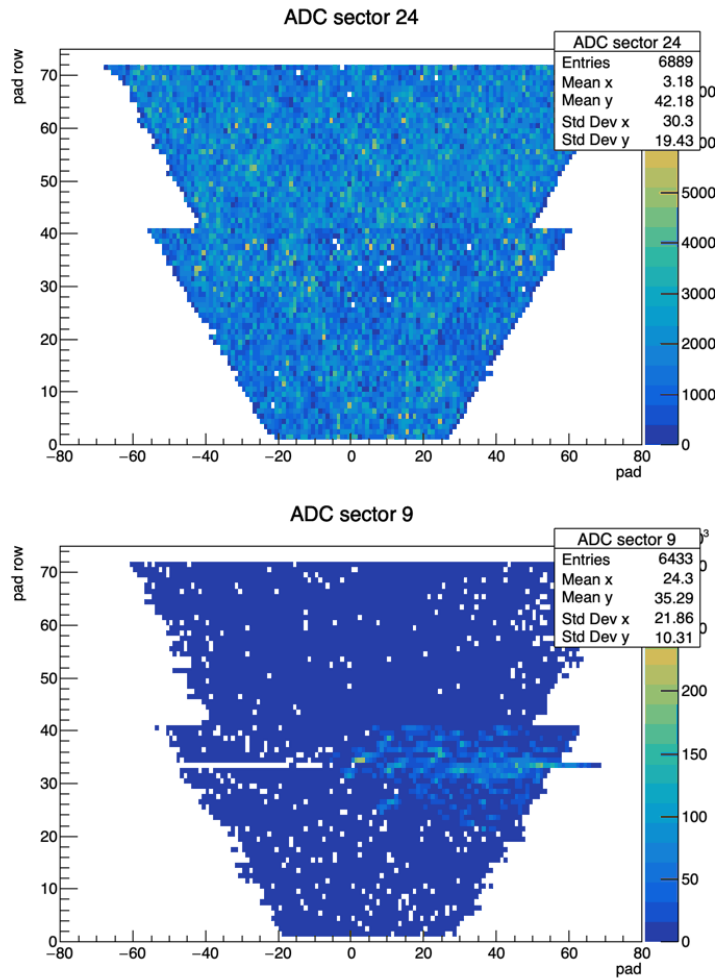 ADC sector 24
ADC sector 24
Entries 6889
Mean x 3.18
Mean y 42.18
Std Dev x 30.3
Std Dev y 19.43
pad row
70
60
50
40
30
20
10
0
−80 −60 −40 −20 0 20 40 60 80
pad
5000
4000
3000
2000
1000
0
ADC sector 9
ADC sector 9
Entries 6433
Mean x 24.3
Mean y 35.29
Std Dev x 21.86
Std Dev y 10.31
pad row
70
60
50
40
30
20
10
0
−80 −60 −40 −20 0 20 40 60 80
pad
200
150
100
50
0